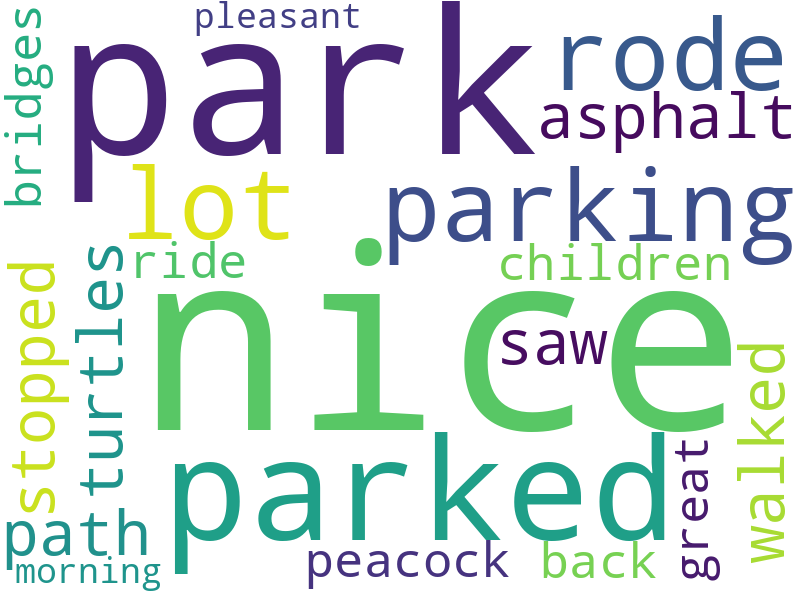 pleasant
bridges
park
rode
asphalt
lot
parking
ride
children
nice
saw
stopped
turtles
walked
parked
great
path
peacock
back
morning